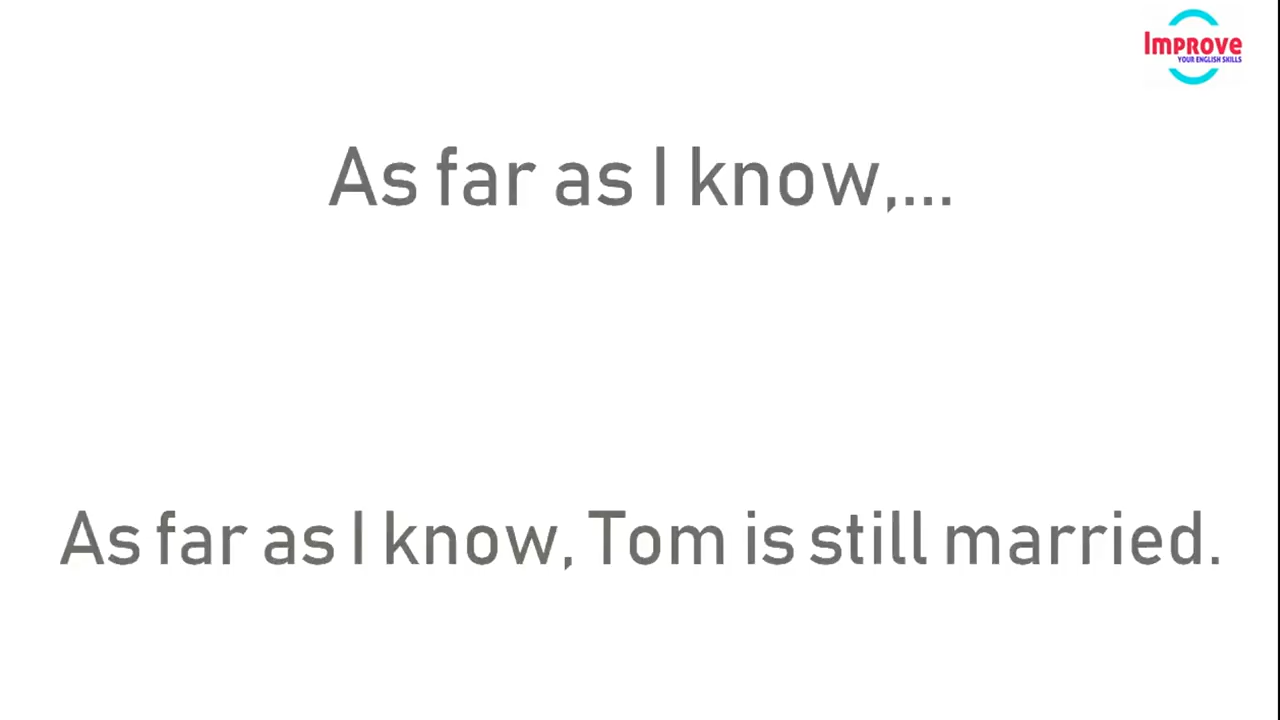 Improve
YOUR ENGLISH SKILLS
As far as I know,...
As far as I know, Tom is still married.